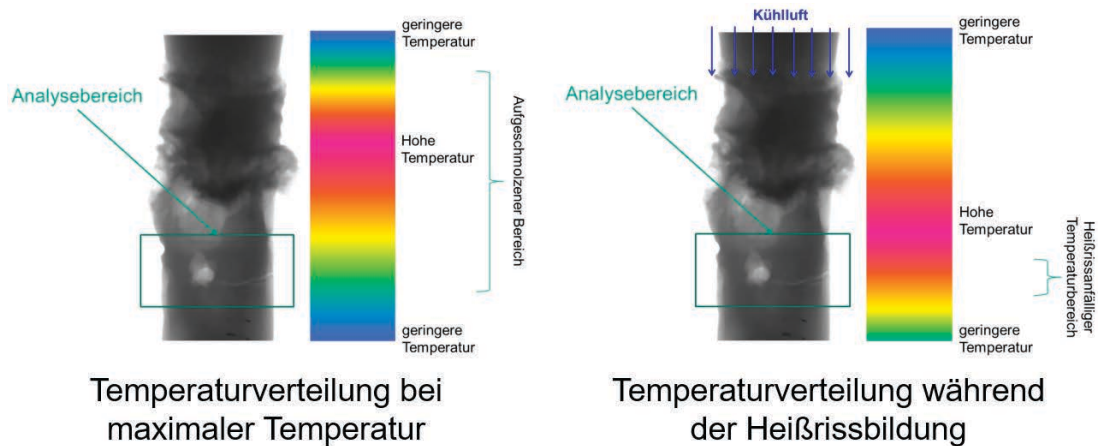 geringere
Temperatur
Analysebereich
Hohe
Temperatur
Aufgeschmolzener Bereich
geringere
Temperatur
Temperaturverteilung bei
maximaler Temperatur
Kühlluft
geringere
Temperatur
Analysebereich
Hohe
Temperatur
Heißrissanfälliger
Temperaturbereich
geringere
Temperatur
Temperaturverteilung während
der Heißrissbildung